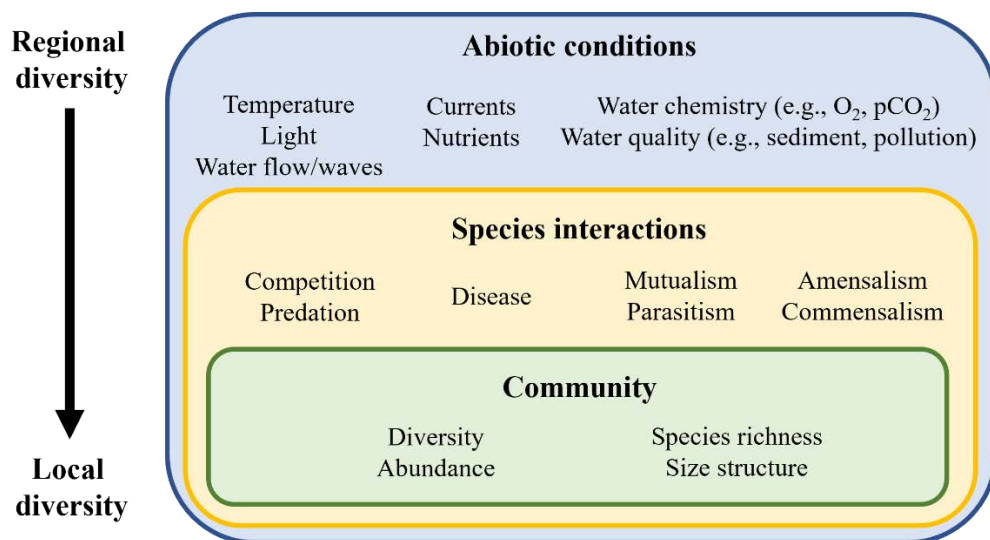 Regional
diversity
Local
diversity
Abiotic conditions
Temperature
Light
Water flow/waves
Currents
Nutrients
Water chemistry (e.g., O₂, pCO₂)
Water quality (e.g., sediment, pollution)
Species interactions
Competition
Predation
Disease
Mutualism
Parasitism
Amensalism
Commensalism
Community
Diversity
Abundance
Species richness
Size structure